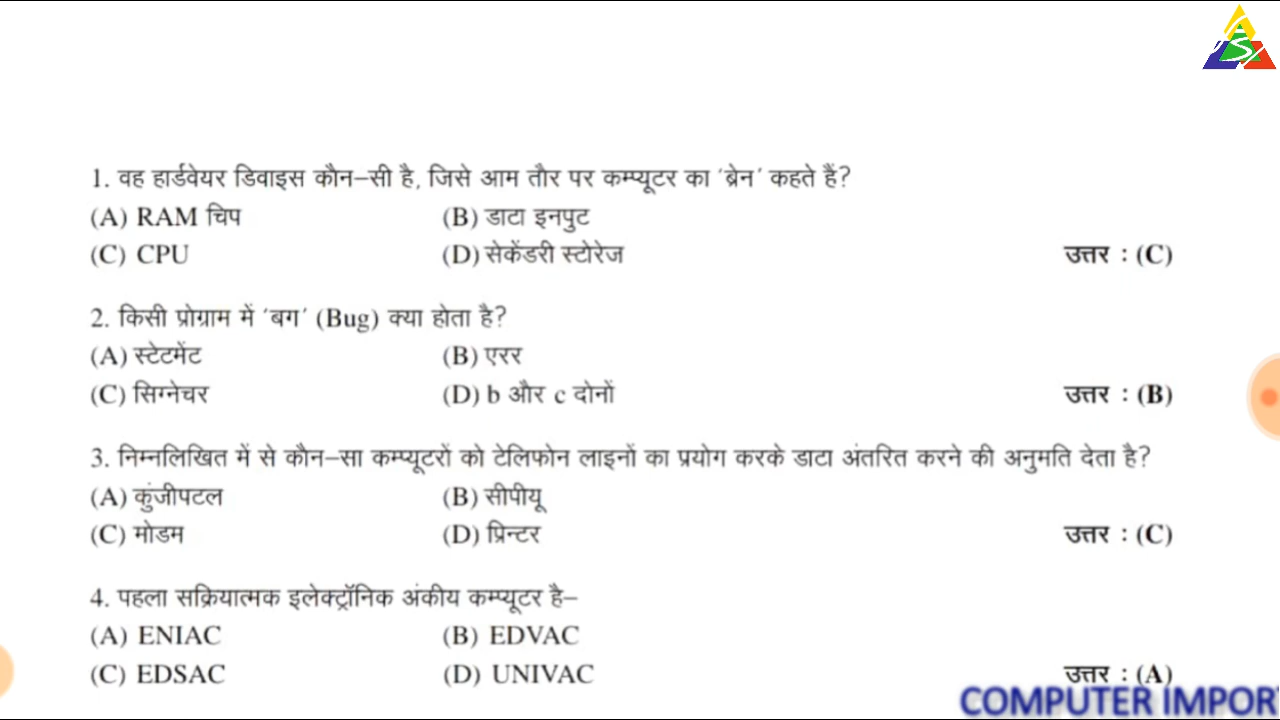 1. वह हार्डवेयर डिवाइस कौन–सी है, जिसे आम तौर पर कम्प्यूटर का ‘ब्रेन’ कहते हैं?
(A) RAM चिप (B) डाटा इनपुट
(C) CPU (D) सेकेंडरी स्टोरेज उत्तर : (C)
2. किसी प्रोग्राम में ‘बग’ (Bug) क्या होता है?
(A) स्टेटमेंट (B) एरर
(C) सिग्नेचर (D) b और c दोनों उत्तर : (B)
3. निम्नलिखित में से कौन–सा कम्प्यूटरों को टेलिफोन लाइनों का प्रयोग करके डाटा अंतरित करने की अनुमति देता है?
(A) कुंजीपटल (B) सीपीयू
(C) मोडम (D) प्रिन्टर उत्तर : (C)
4. पहला सक्रियात्मक इलेक्ट्रॉनिक अंकीय कम्प्यूटर है–
(A) ENIAC (B) EDVAC
(C) EDSAC (D) UNIVAC उत्तर : (A)
COMPUTER IMPOR